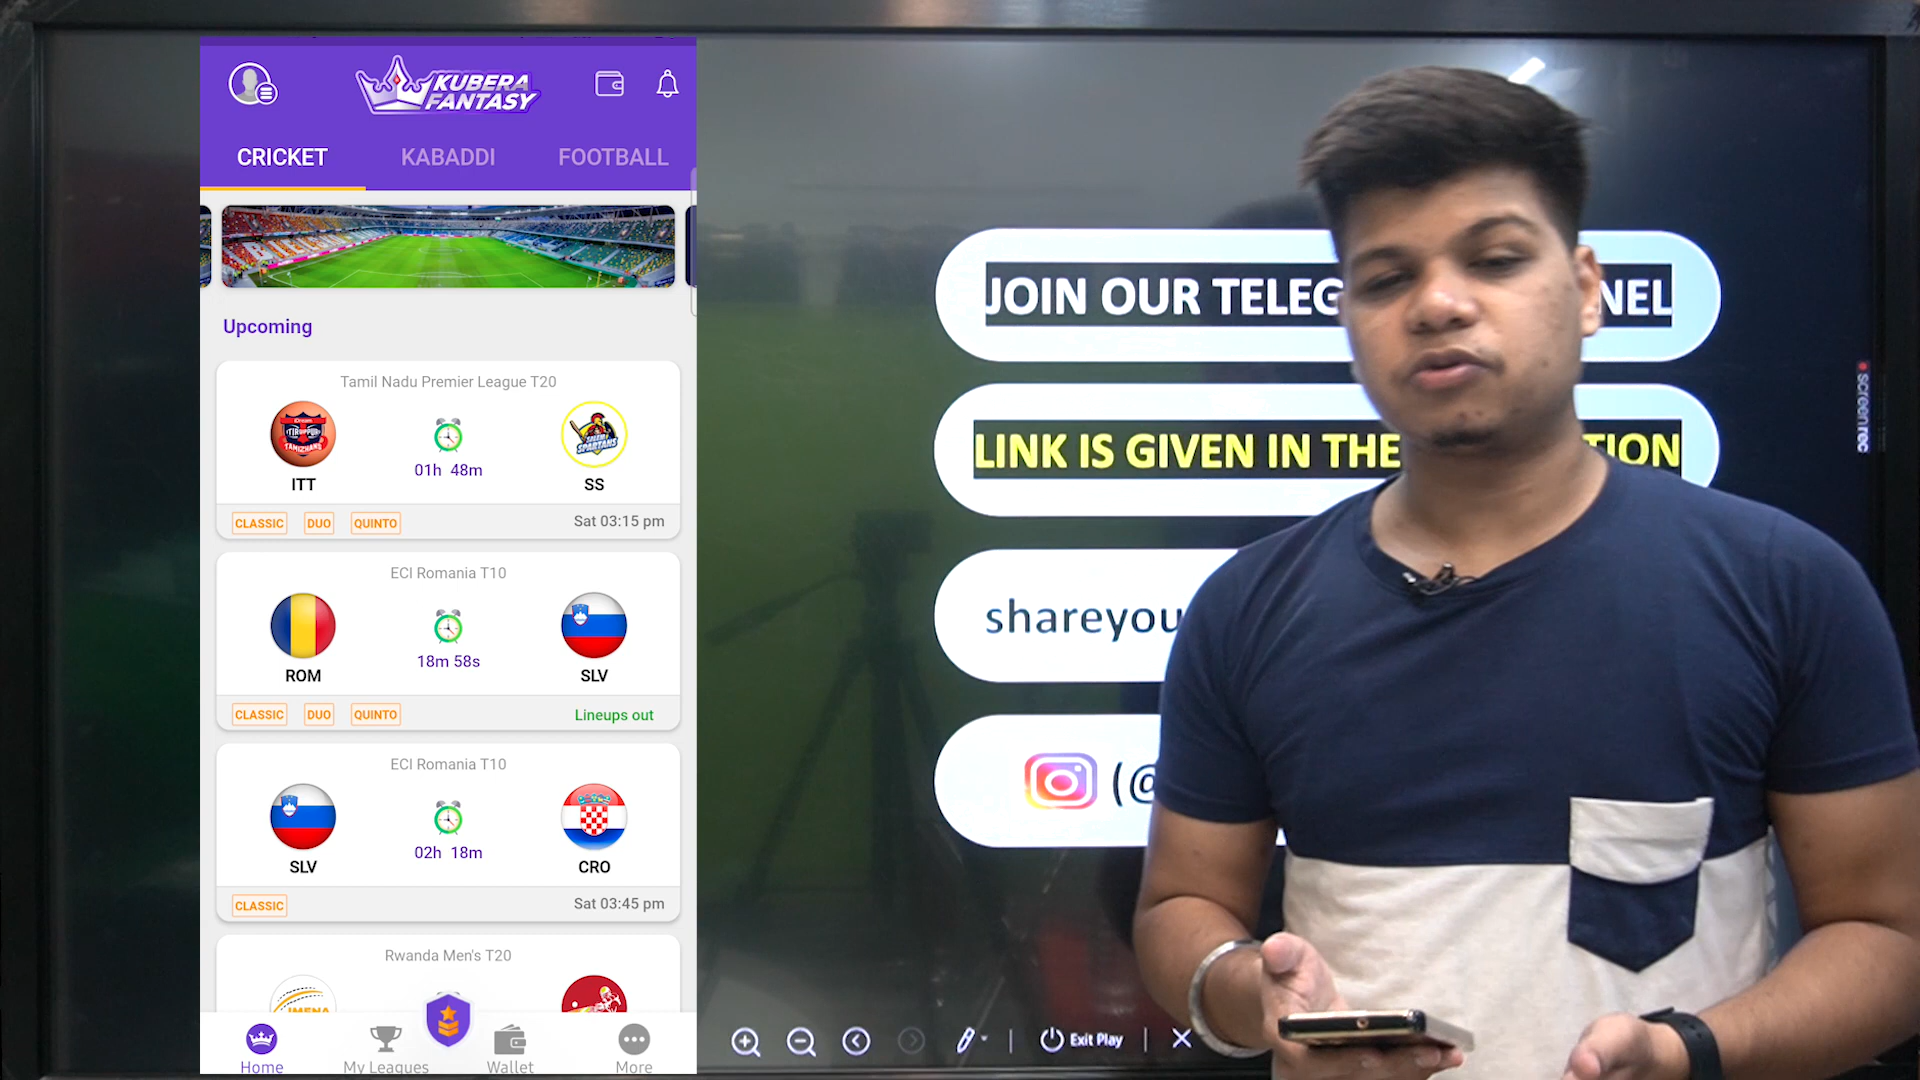 KUBERA
FANTASY
CRICKET
KABADDI
FOOTBALL
Upcoming
Tamil Nadu Premier League T20
ITT
01h 48m
SS
CLASSIC
DUO
QUINTO
Sat 03:15 pm
ECI Romania T10
ROM
18m 58s
SLV
CLASSIC
DUO
QUINTO
Lineups out
ECI Romania T10
SLV
02h 18m
CRO
CLASSIC
Sat 03:45 pm
Rwanda Men's T20
Home
My Leagues
Wallet
More
JOIN OUR TELEG NEL
LINK IS GIVEN IN THE TION
shareyou
(@
Exit Play
screenrec